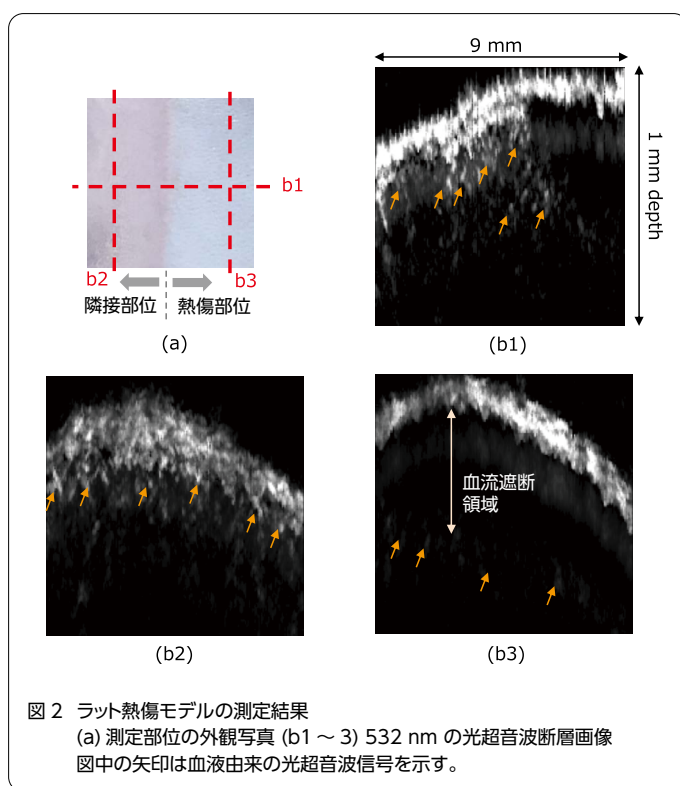 9 mm
1 mm depth
b1
b2
b3
隣接部位
熱傷部位
(a)
(b1)
血流遮断
領域
(b2)
(b3)
図 2 ラット熱傷モデルの測定結果
(a) 測定部位の外観写真 (b1 ~ 3) 532 nm の光超音波断層画像
図中の矢印は血液由来の光超音波信号を示す。